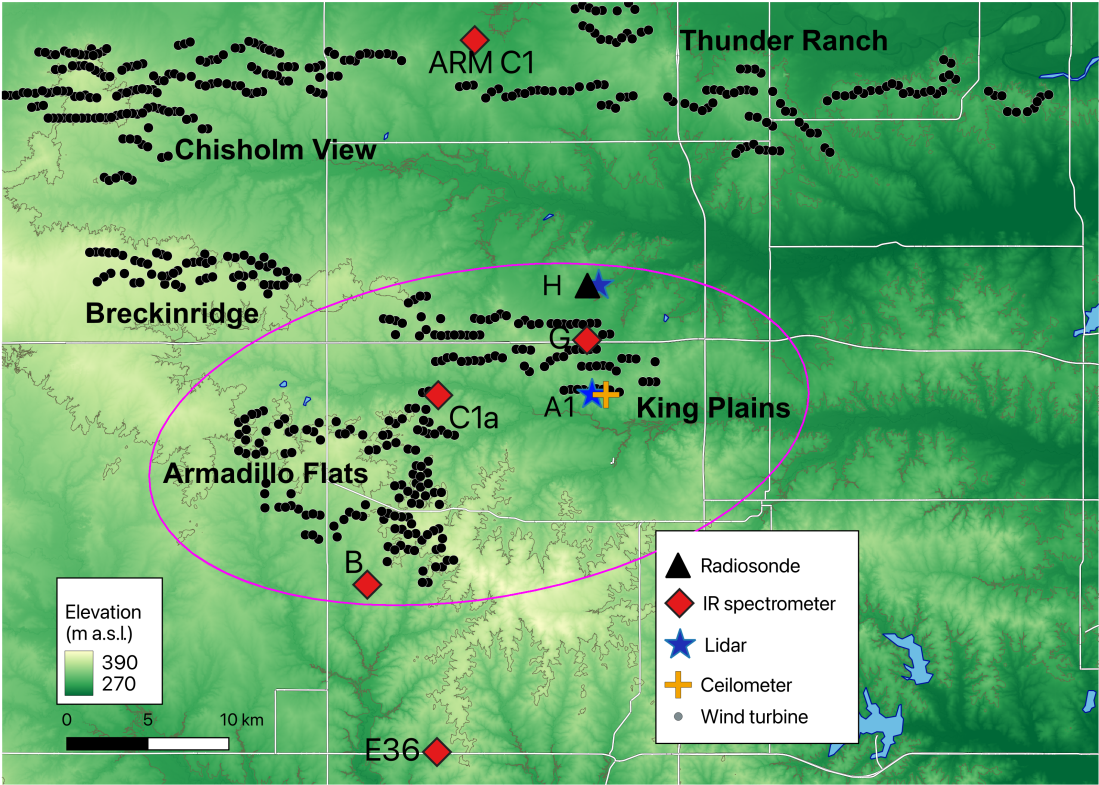 Thunder Ranch
ARM C1
Chisholm View
H
Breckinridge
G
A1
King Plains
C1a
Armadillo Flats
B
Radiosonde
IR spectrometer
Lidar
Ceilometer
Wind turbine
Elevation
(m a.s.l.)
390
270
0 5 10 km
E36